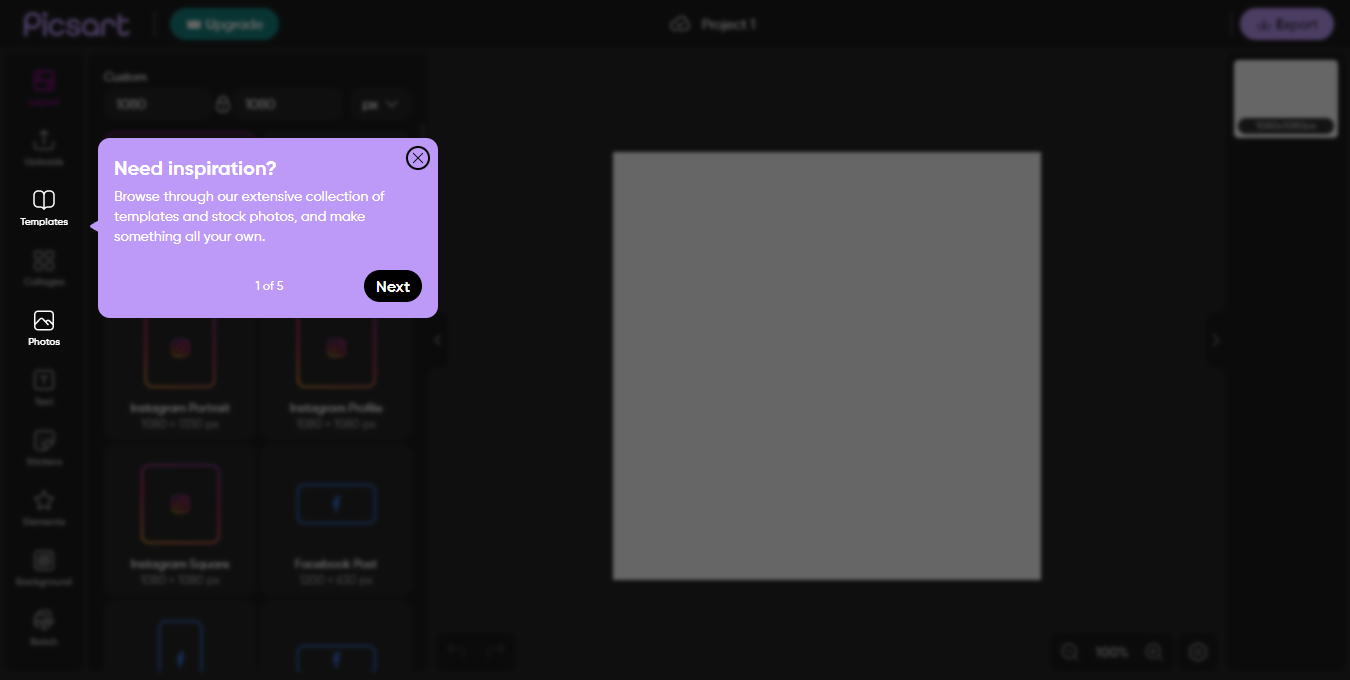 Picsart
Upgrade
Project 1
Export
Custom
1080
1080
px
Uploads
Templates
Collages
Photos
Text
Stickers
Elements
Background
Batch
Need inspiration?
Browse through our extensive collection of
templates and stock photos, and make
something all your own.
1 of 5
Next
Instagram Portrait
1080 × 1350 px
Instagram Profile
1080 × 1080 px
Instagram Square
1080 × 1080 px
Facebook Post
1200 × 630 px
1080x1080px
100%